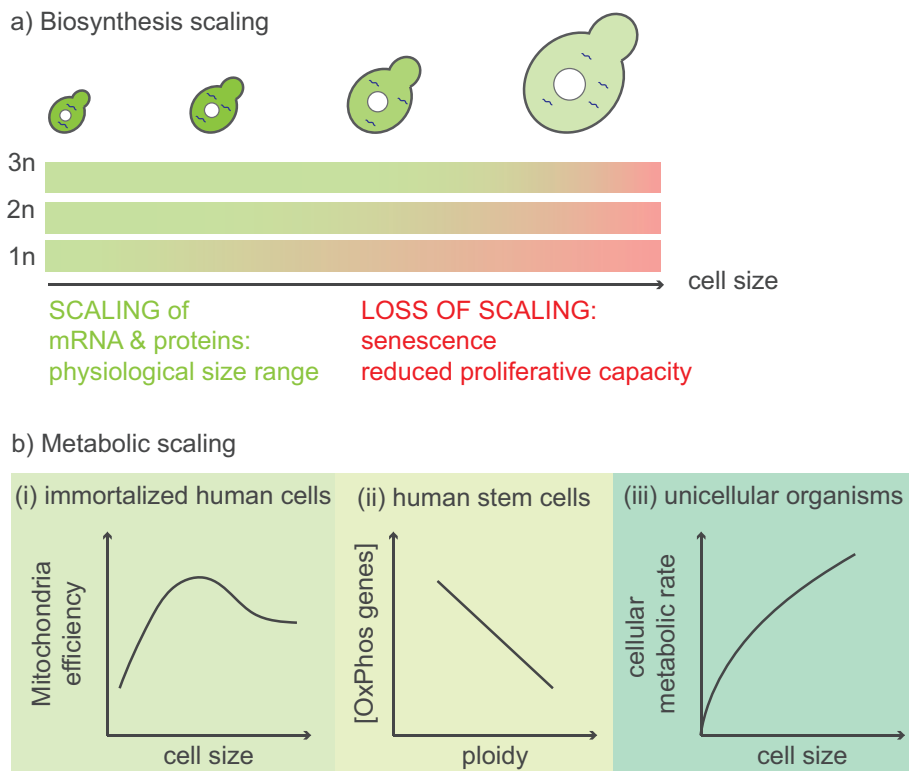 a) Biosynthesis scaling
3n
2n
1n
cell size
SCALING of
mRNA & proteins:
physiological size range
LOSS OF SCALING:
senescence
reduced proliferative capacity
b) Metabolic scaling
(i) immortalized human cells
Mitochondria
efficiency
cell size
(ii) human stem cells
[OxPhos genes]
ploidy
(iii) unicellular organisms
cellular
metabolic rate
cell size